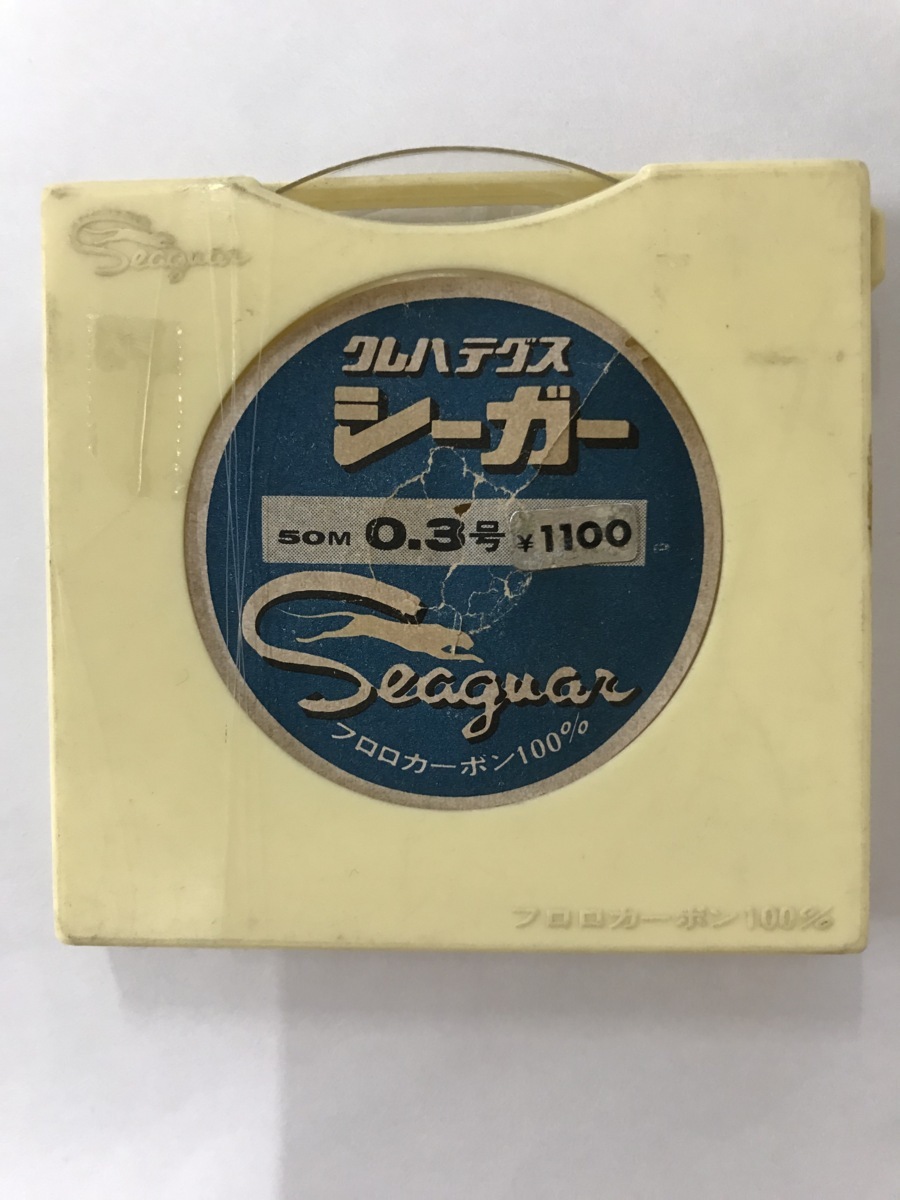 Seaguar
クレハテグス
シーガー
50M 0.3号 ¥1100
Seaguar
フロロカーボン100%
フロロカーボン100%